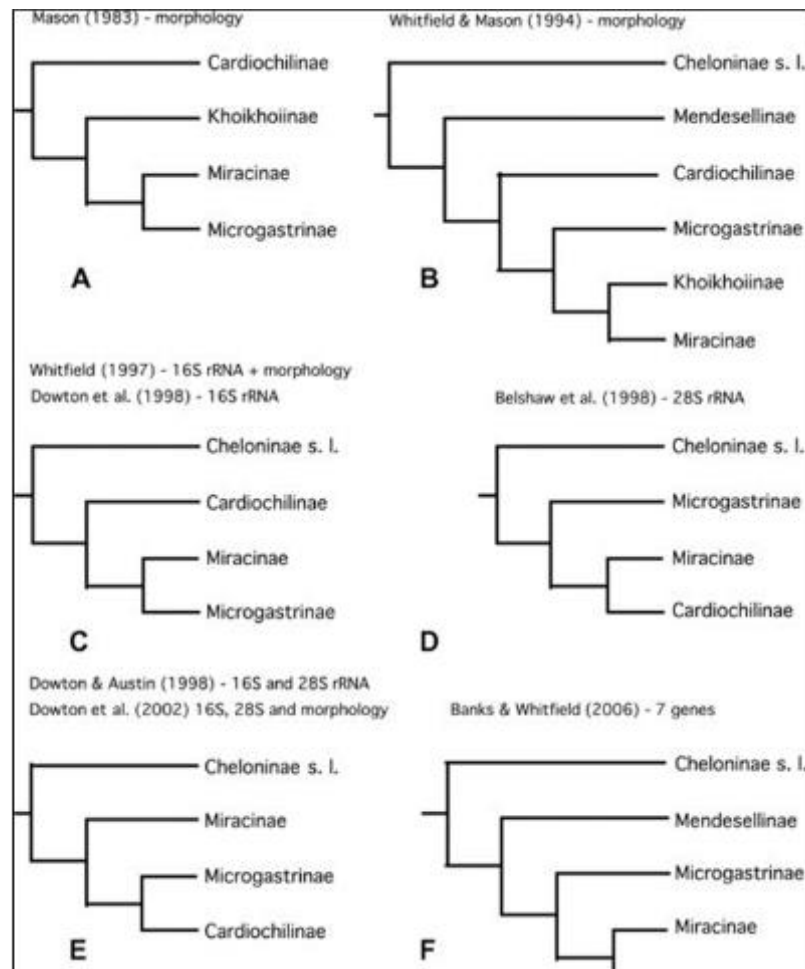 Mason (1983) - morphology
Cardiochilinae
Khoikhoiinae
Miracinae
Microgastrinae
A
Whitfield & Mason (1994) - morphology
Cheloninae s. l.
Mendesellinae
Cardiochilinae
Microgastrinae
Khoikhoiinae
Miracinae
B
Whitfield (1997) - 16S rRNA + morphology
Dowton et al. (1998) - 16S rRNA
Cheloninae s. l.
Cardiochilinae
Miracinae
Microgastrinae
C
Belshaw et al. (1998) - 28S rRNA
Cheloninae s. l.
Microgastrinae
Miracinae
Cardiochilinae
D
Dowton & Austin (1998) - 16S and 28S rRNA
Dowton et al. (2002) 16S, 28S and morphology
Cheloninae s. l.
Miracinae
Microgastrinae
Cardiochilinae
E
Banks & Whitfield (2006) - 7 genes
Cheloninae s. l.
Mendesellinae
Microgastrinae
Miracinae
F